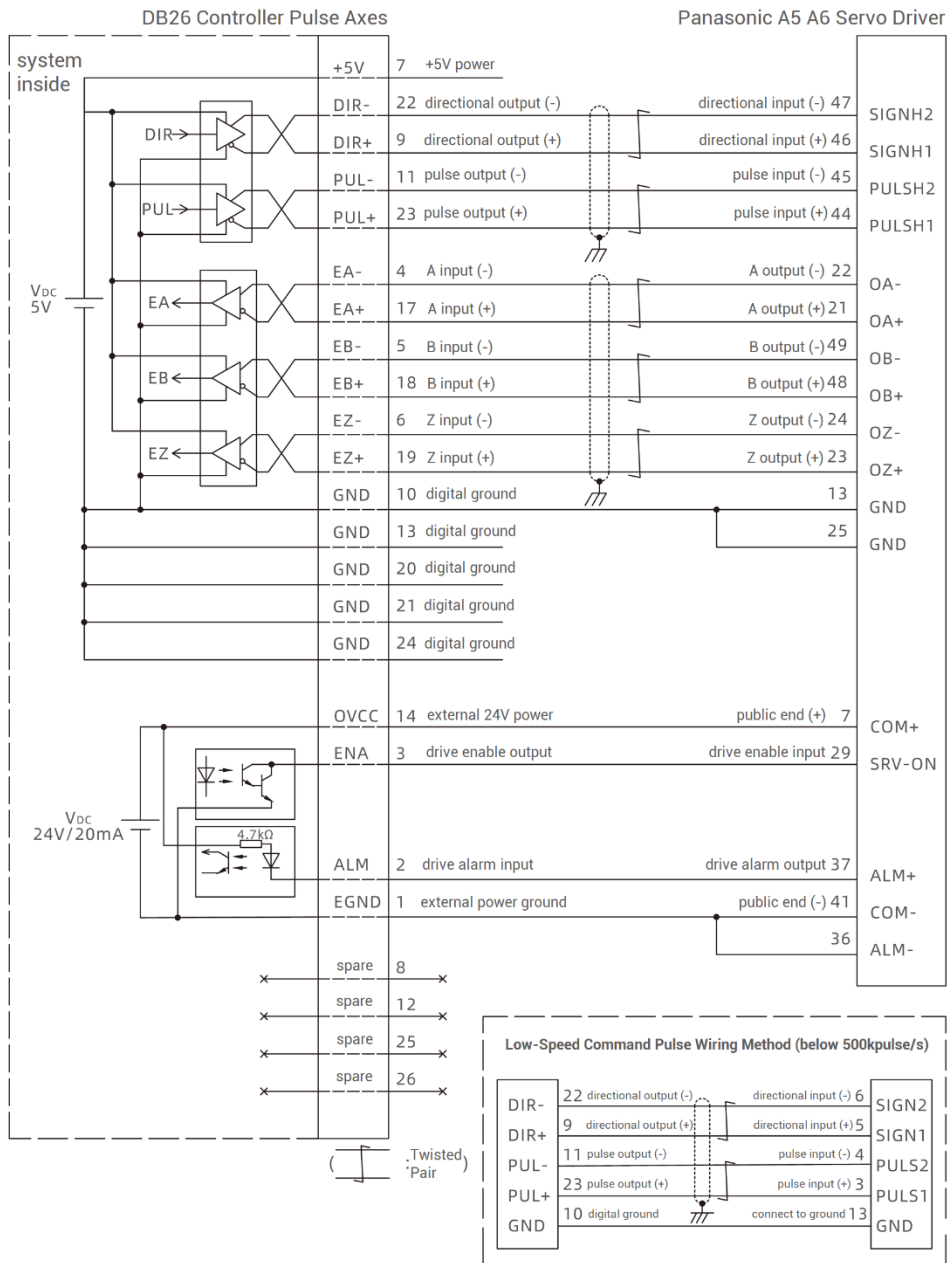 DB26 Controller Pulse Axes
Panasonic A5 A6 Servo Driver
system
inside
+5V 7 +5V power
DIR- 22 directional output (-) directional input (-) 47 SIGNH2
DIR
DIR+ 9 directional output (+) directional input (+) 46 SIGNH1
PUL- 11 pulse output (-) pulse input (-) 45 PULSH2
PUL
PUL+ 23 pulse output (+) pulse input (+) 44 PULSH1
EA- 4 A input (-) A output (-) 22 OA-
VDC
5V
EA
EA+ 17 A input (+) A output (+) 21 OA+
EB- 5 B input (-) B output (-) 49 OB-
EB
EB+ 18 B input (+) B output (+) 48 OB+
EZ- 6 Z input (-) Z output (-) 24 OZ-
EZ
EZ+ 19 Z input (+) Z output (+) 23 OZ+
GND 10 digital ground 13 GND
GND 13 digital ground 25 GND
GND 20 digital ground
GND 21 digital ground
GND 24 digital ground
OVCC 14 external 24V power public end (+) 7 COM+
ENA 3 drive enable output drive enable input 29 SRV-ON
VDC
24V/20mA
4.7kΩ
ALM 2 drive alarm input drive alarm output 37 ALM+
EGND 1 external power ground public end (-) 41 COM-
36 ALM-
spare 8
spare 12
spare 25
spare 26
( :Twisted )
Pair
Low-Speed Command Pulse Wiring Method (below 500kpulse/s)
DIR- 22 directional output (-) directional input (-) 6 SIGN2
DIR+ 9 directional output (+) directional input (+) 5 SIGN1
PUL- 11 pulse output (-) pulse input (-) 4 PULS2
PUL+ 23 pulse output (+) pulse input (+) 3 PULS1
GND 10 digital ground connect to ground 13 GND